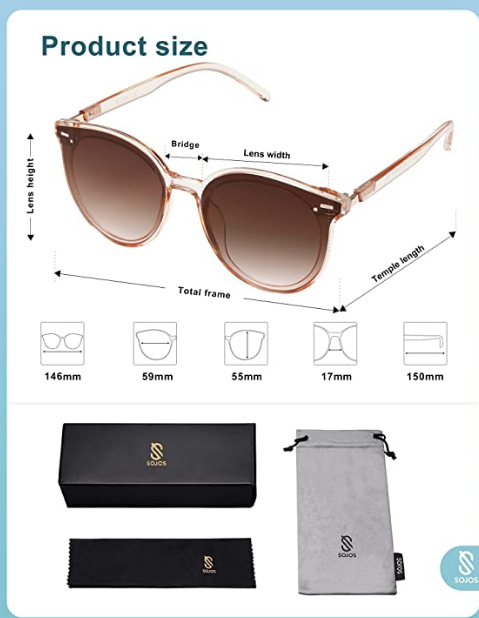 Product size
Bridge
Lens width
Lens height
Temple length
Total frame
146mm
59mm
55mm
17mm
150mm
SOJOS
SOJOS
SOJOS
SOJOS
SOJOS